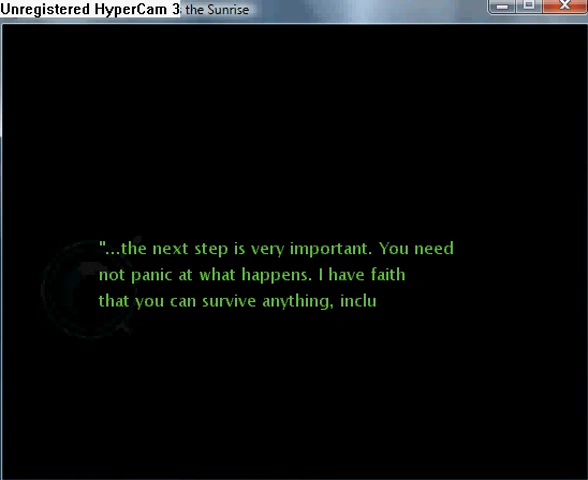 Unregistered HyperCam 3 the Sunrise
"...the next step is very important. You need
not panic at what happens. I have faith
that you can survive anything, inclu